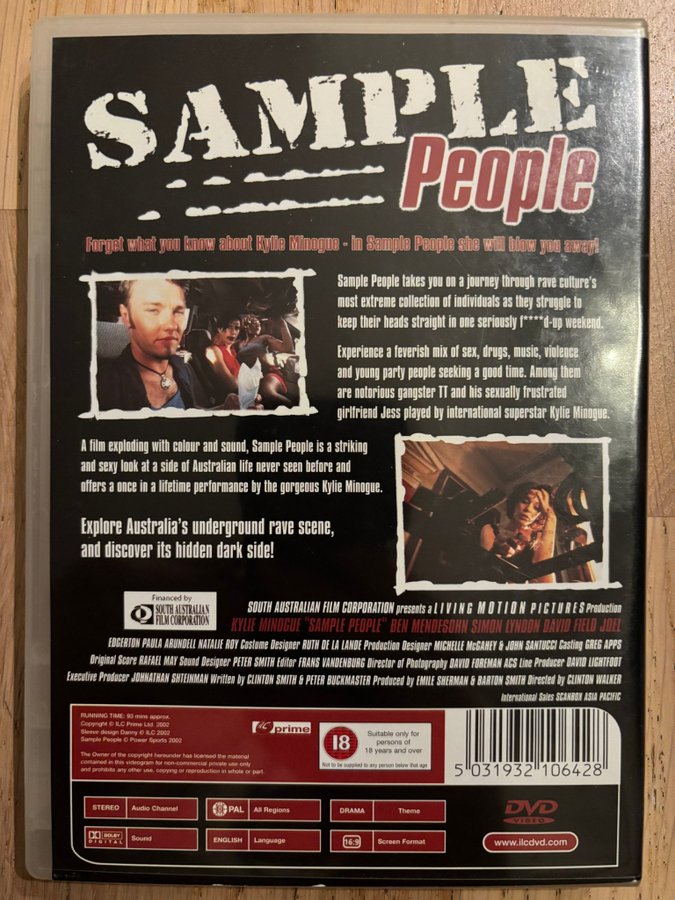 SAMPLE
People
Forget what you know about Kylie Minogue - in Sample People she will blow you away!
Sample People takes you on a journey through rave culture's
most extreme collection of individuals as they struggle to
keep their heads straight in one seriously f****d-up weekend.
Experience a feverish mix of sex, drugs, music, violence
and young party people seeking a good time. Among them
are notorious gangster TT and his sexually frustrated
girlfriend Jess played by international superstar Kylie Minogue.
A film exploding with colour and sound, Sample People is a striking
and sexy look at a side of Australian life never seen before and
offers a once in a lifetime performance by the gorgeous Kylie Minogue.
Explore Australia's underground rave scene,
and discover its hidden dark side!
Financed by
SOUTH AUSTRALIAN
FILM CORPORATION
SOUTH AUSTRALIAN FILM CORPORATION presents a LIVING MOTION PICTURES Production
KYLIE MINOGUE "SAMPLE PEOPLE" BEN MENDESOHN SIMON LYNDON DAVID FIELD JOEL
EDGERTON PAULA ARUNDELL NATALIE ROY Costume Designer RUTH DE LA LANDE Production Designer MICHELLE McGAHEY & JOHN SANTUCCI Casting GREG APPS
Original Score RAFAEL MAY Sound Designer PETER SMITH Editor FRANS VANDENBURG Director of Photography DAVID FOREMAN ACS Line Producer DAVID LIGHTFOOT
Executive Producer JOHNATHAN SHTEINMAN Written by CLINTON SMITH & PETER BUCKMASTER Produced by EMILE SHERMAN & BARTON SMITH Directed by CLINTON WALKER
International Sales SCANBOX ASIA PACIFIC
RUNNING TIME: 93 mins approx.
Copyright © ILC Prime Ltd. 2002
Sleeve design Danny © ILC 2002
Sample People © Power Sports 2002
The Owner of the copyright hereunder has licensed the material
contained in this videogram for non-commercial private use only
and prohibits any other use, copying or reproduction in whole or part.
ilc prime
18
Suitable only for
persons of
18 years and over
Not to be supplied to any person below that age
5 031932 106428
STEREO Audio Channel
PAL All Regions
DRAMA Theme
DVD
VIDEO
DOLBY
DIGITAL Sound
ENGLISH Language
16:9 Screen Format
www.ilcdvd.com